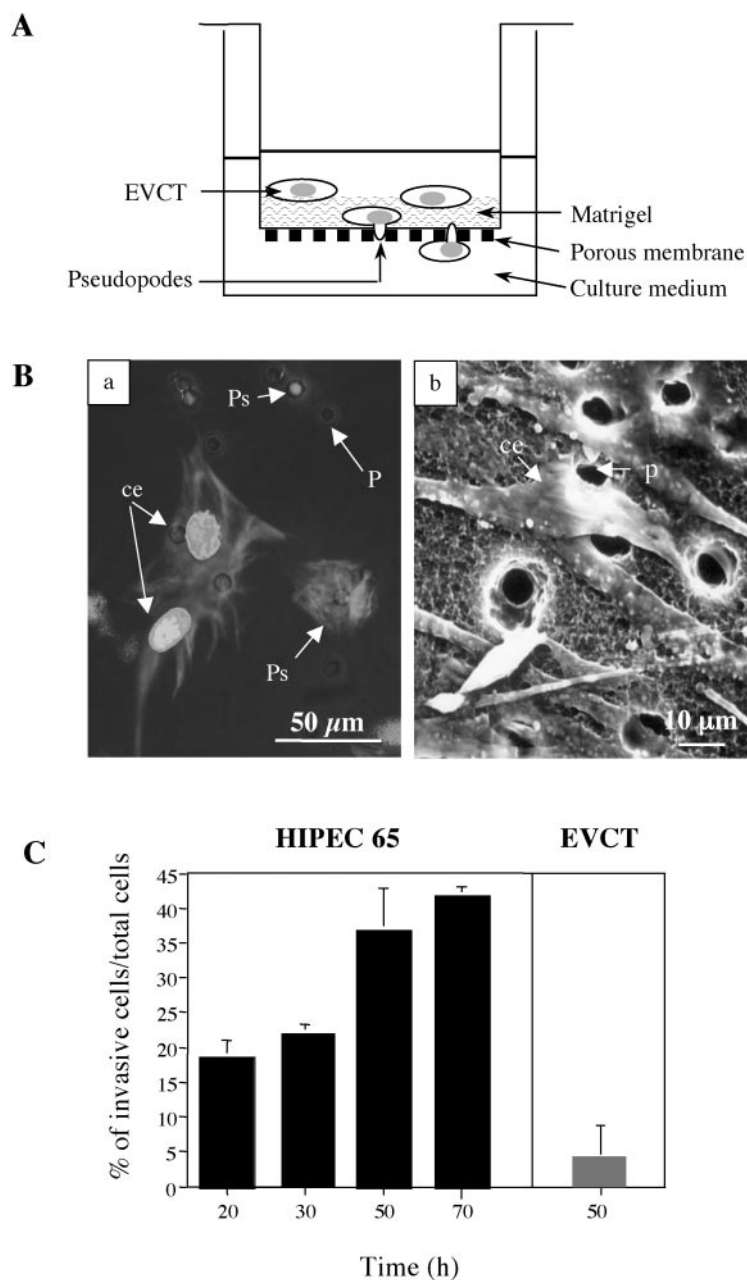 A
EVCT
Matrigel
Porous membrane
Pseudopodes
Culture medium
B
a
Ps
P
ce
Ps
50 µm
b
ce
p
10 µm
C
HIPEC 65
EVCT
% of invasive cells/total cells
45
40
35
30
25
20
15
10
5
0
20
30
50
70
50
Time (h)